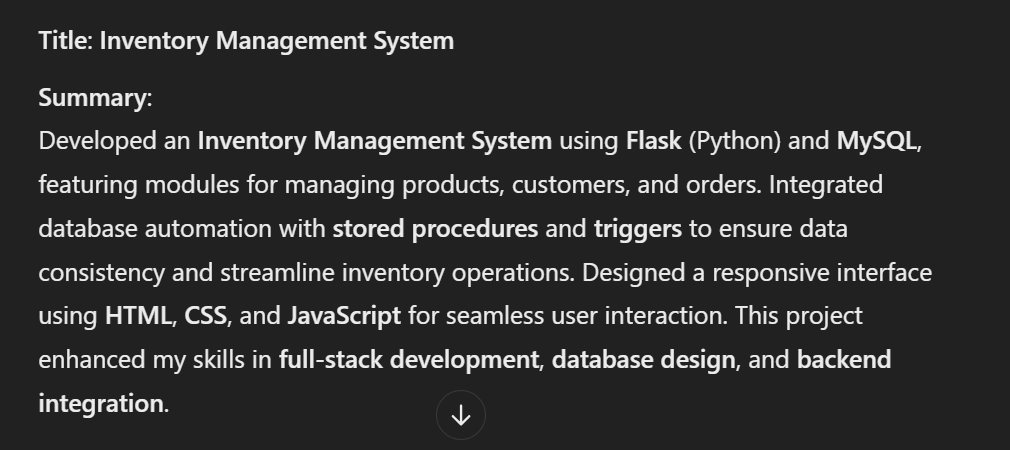 Title: Inventory Management System
Summary:
Developed an Inventory Management System using Flask (Python) and MySQL,
featuring modules for managing products, customers, and orders. Integrated
database automation with stored procedures and triggers to ensure data
consistency and streamline inventory operations. Designed a responsive interface
using HTML, CSS, and JavaScript for seamless user interaction. This project
enhanced my skills in full-stack development, database design, and backend
integration.